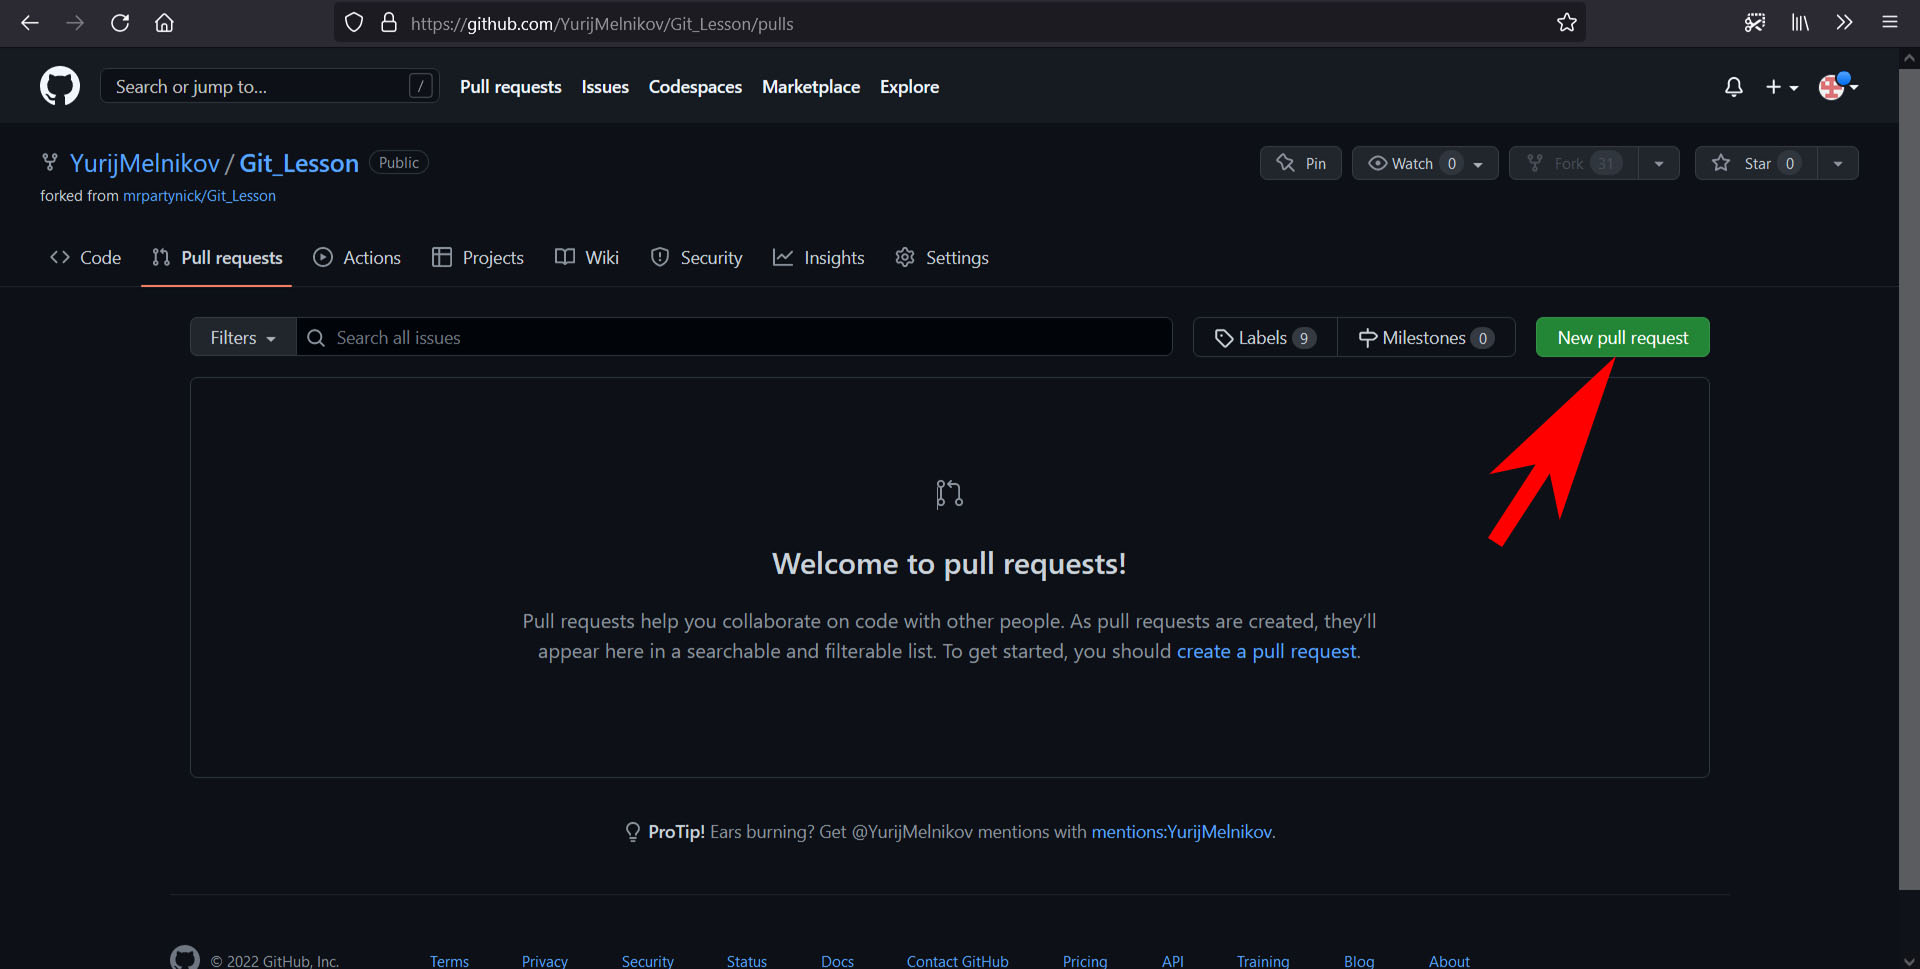 https://github.com/YurijMelnikov/Git_Lesson/pulls
Search or jump to... / Pull requests Issues Codespaces Marketplace Explore
YurijMelnikov / Git_Lesson Public Pin Watch 0 Fork 31 Star 0
forked from mrpartynick/Git_Lesson
Code Pull requests Actions Projects Wiki Security Insights Settings
Filters Search all issues Labels 9 Milestones 0 New pull request
Welcome to pull requests!
Pull requests help you collaborate on code with other people. As pull requests are created, they’ll
appear here in a searchable and filterable list. To get started, you should create a pull request.
ProTip! Ears burning? Get @YurijMelnikov mentions with mentions:YurijMelnikov.
© 2022 GitHub, Inc. Terms Privacy Security Status Docs Contact GitHub Pricing API Training Blog About